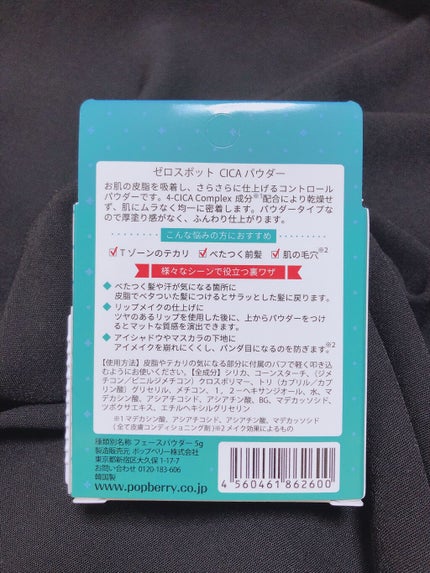 ゼロスポット CICA パウダー
お肌の皮脂を吸着し、さらさらに仕上げるコントロール
パウダーです。4-CICA Complex 成分※1配合により乾燥せ
ず、肌にムラなく均一に密着します。パウダータイプな
ので厚塗り感がなく、ふんわり仕上がります。
こんな悩みの方におすすめ
Tゾーンのテカリ べたつく前髪 肌の毛穴※2
様々なシーンで役立つ裏ワザ
べたつく髪や汗が気になる箇所に
皮脂でベタついた髪につけるとサラッとした髪に戻ります。
リップメイクの仕上げに
ツヤのあるリップを使用した後に、上からパウダーをつけ
るとマットな質感を演出できます。
アイシャドウやマスカラの下地に
アイメイクを崩れにくくし、パンダ目になるのを防ぎます。※2
【使用方法】皮脂やテカリの気になる部分に付属のパフで軽く叩き込
むようにお使いください。【全成分】シリカ、コーンスターチ、(ジメ
チコン/ビニルジメチコン)クロスポリマー、トリ(カプリル/カプ
リン酸)グリセリル、メチコン、1,2-ヘキサンジオール、水、マ
デカシン酸、アシアチコシド、アシアチン酸、BG、マデカッソシド、
ツボクサエキス、エチルヘキシルグリセリン
※1 マデカシン酸、アシアチコシド、アシアチン酸、マデカッソシド
(全て皮膚コンディショニング剤)※2 メイク効果によるもの
種類別名称 フェースパウダー 5g
製造販売元 ポップベリー株式会社
東京都新宿区大久保 1-17-7
お問い合わせ 0120-183-606
韓国製
www.popberry.co.jp
4 560461 862600